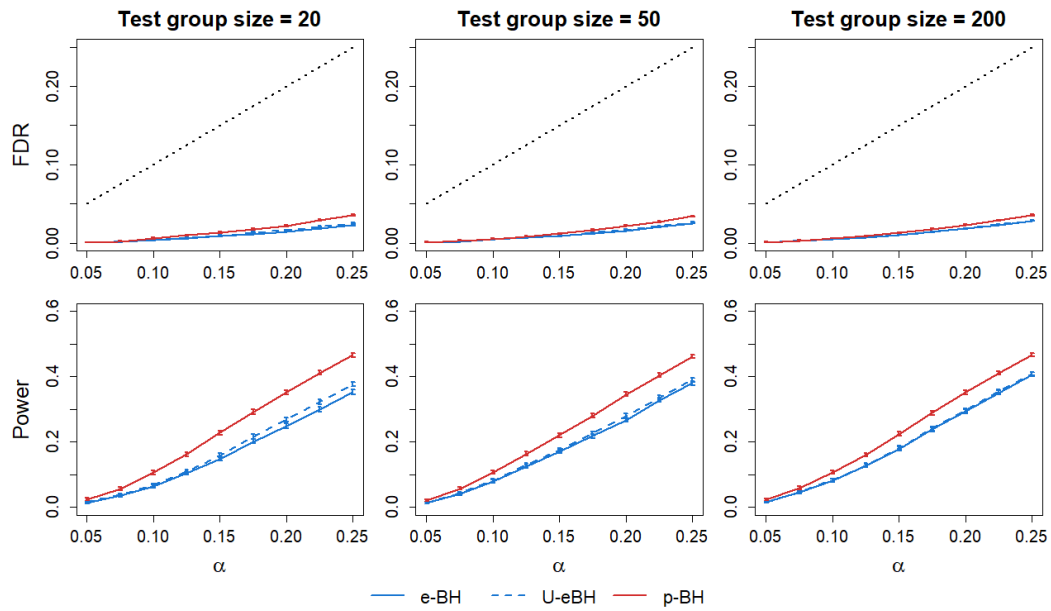 Test group size = 20
Test group size = 50
Test group size = 200
FDR
0.00 0.10 0.20
0.05 0.10 0.15 0.20 0.25
0.00 0.10 0.20
0.05 0.10 0.15 0.20 0.25
0.00 0.10 0.20
0.05 0.10 0.15 0.20 0.25
Power
0.0 0.2 0.4 0.6
0.05 0.10 0.15 0.20 0.25
α
0.0 0.2 0.4 0.6
0.05 0.10 0.15 0.20 0.25
α
0.0 0.2 0.4 0.6
0.05 0.10 0.15 0.20 0.25
α
e-BH U-eBH p-BH